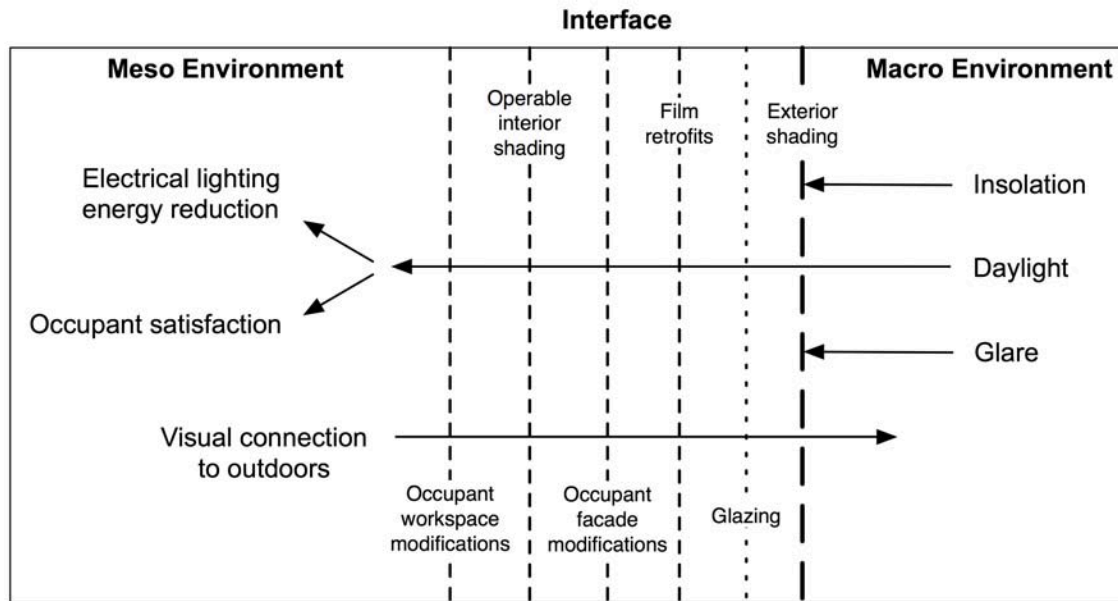 Interface
Meso Environment
Macro Environment
Operable
interior
shading
Film
retrofits
Exterior
shading
Electrical lighting
energy reduction
Insolation
Daylight
Occupant satisfaction
Glare
Visual connection
to outdoors
Occupant
workspace
modifications
Occupant
facade
modifications
Glazing